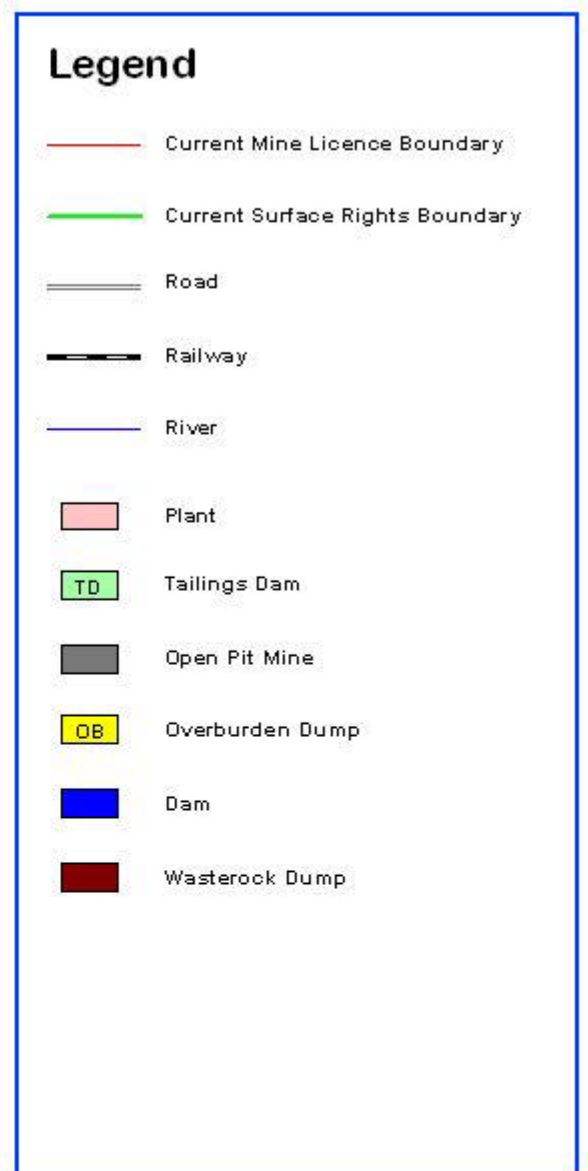 Legend
Current Mine Licence Boundary
Current Surface Rights Boundary
Road
Railway
River
Plant
TD Tailings Dam
Open Pit Mine
OB Overburden Dump
Dam
Wasterock Dump